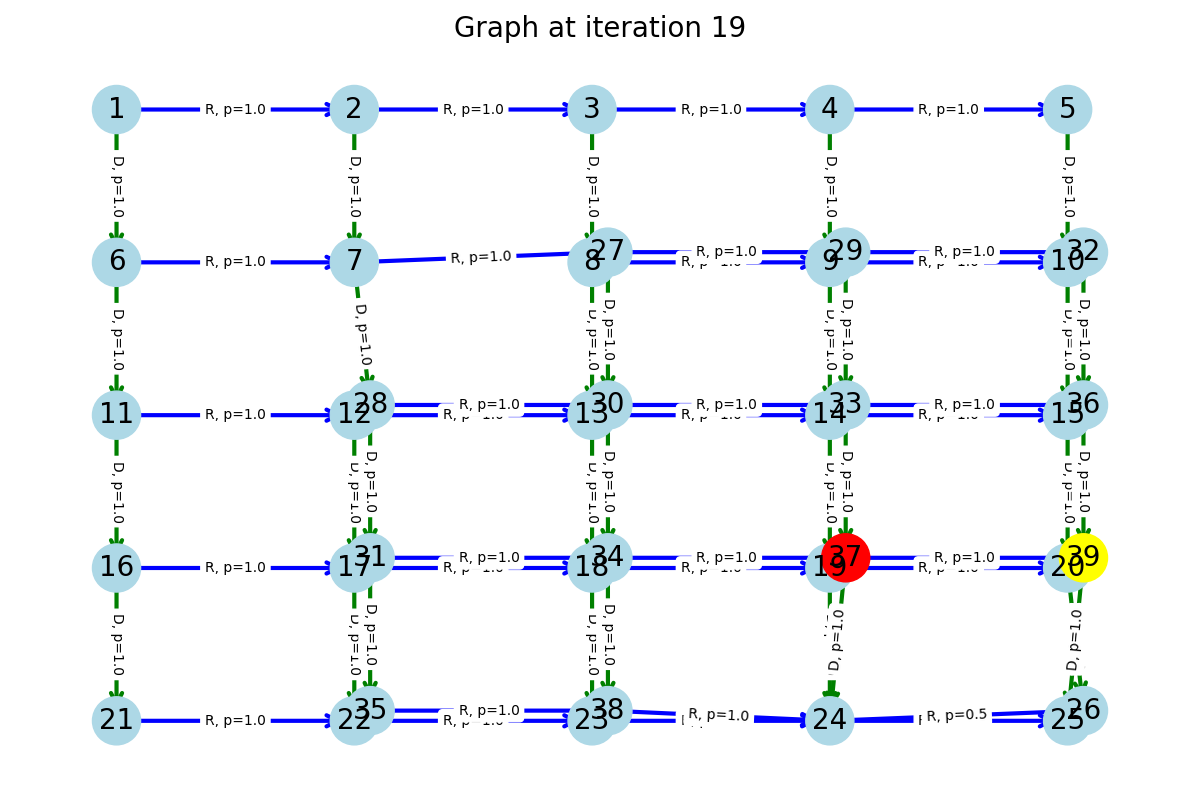 Graph at iteration 19
1 R, p=1.0 2 R, p=1.0 3 R, p=1.0 4 R, p=1.0 5
D, p=1.0 D, p=1.0 D, p=1.0 D, p=1.0 D, p=1.0
6 R, p=1.0 7 R, p=1.0 8 27 R, p=1.0 9 29 R, p=1.0 10 32
D, p=1.0 D, p=1.0 D, p=1.0 D, p=1.0 D, p=1.0
11 R, p=1.0 12 28 R, p=1.0 13 30 R, p=1.0 14 33 R, p=1.0 15 36
D, p=1.0 D, p=1.0 D, p=1.0 D, p=1.0 D, p=1.0
16 R, p=1.0 17 31 R, p=1.0 18 34 R, p=1.0 19 37 R, p=1.0 20 39
D, p=1.0 D, p=1.0 D, p=1.0 D, p=1.0 D, p=1.0
21 R, p=1.0 22 35 R, p=1.0 23 38 R, p=1.0 24 R, p=0.5 25 26